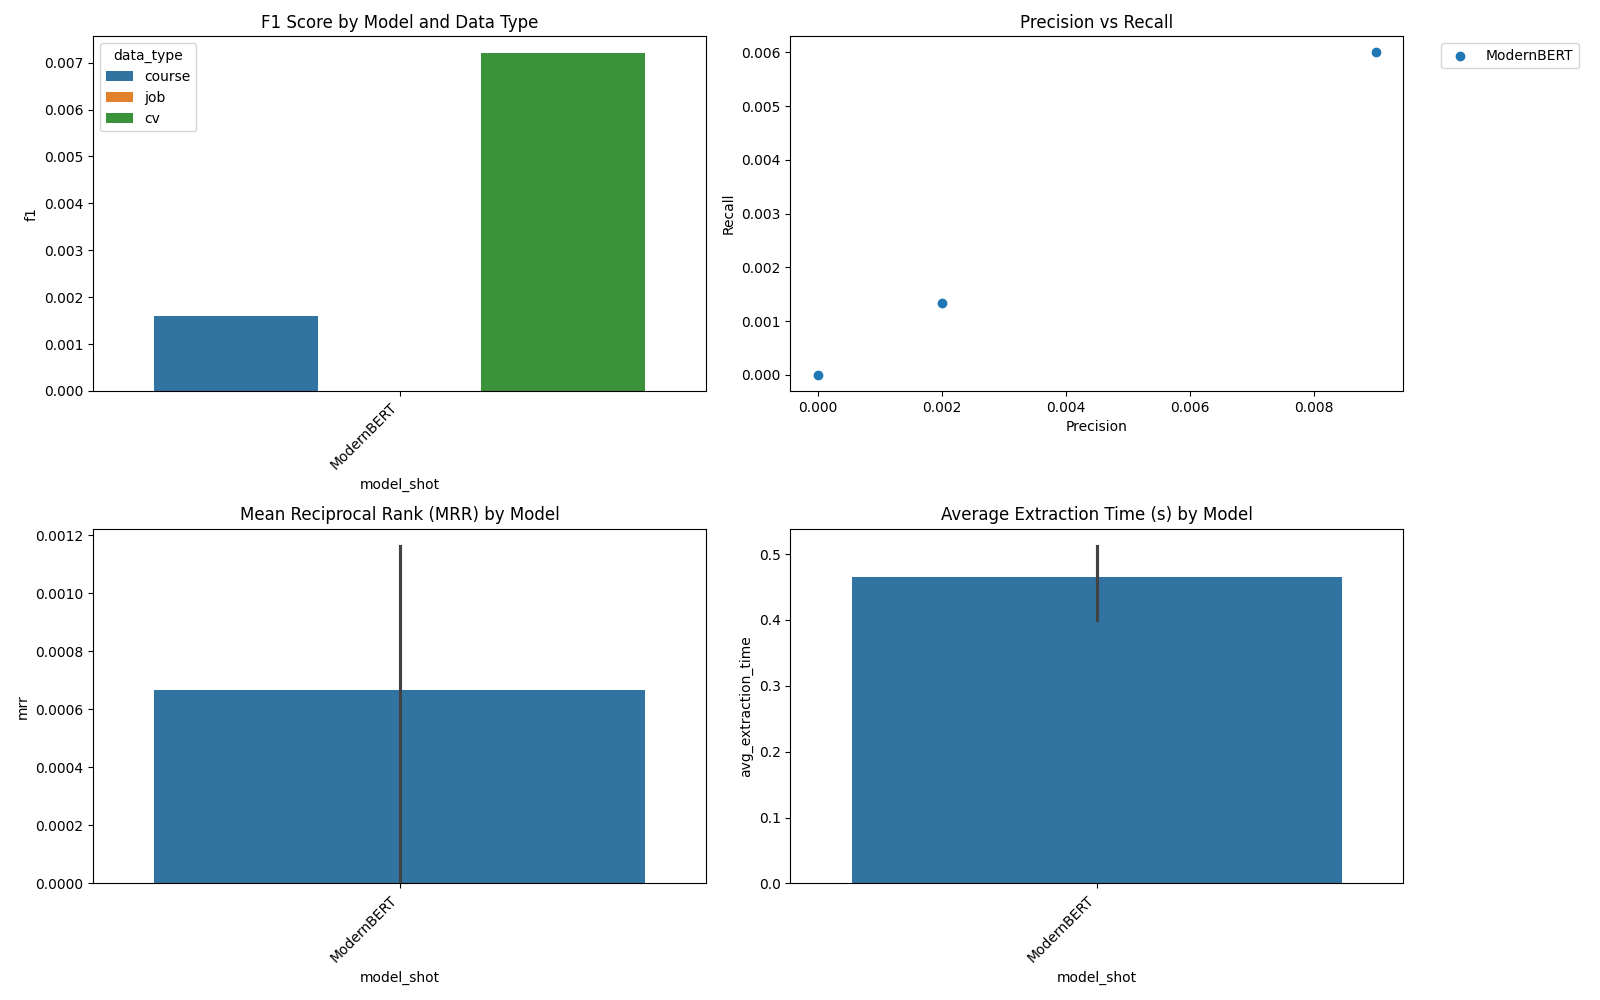 F1 Score by Model and Data Type
data_type
course
job
cv
0.007
0.006
0.005
0.004
0.003
0.002
0.001
0.000
f1
ModernBERT
model_shot
Precision vs Recall
ModernBERT
0.006
0.005
0.004
0.003
0.002
0.001
0.000
Recall
0.000 0.002 0.004 0.006 0.008
Precision
Mean Reciprocal Rank (MRR) by Model
0.0012
0.0010
0.0008
0.0006
0.0004
0.0002
0.0000
mrr
ModernBERT
model_shot
Average Extraction Time (s) by Model
0.5
0.4
0.3
0.2
0.1
0.0
avg_extraction_time
ModernBERT
model_shot